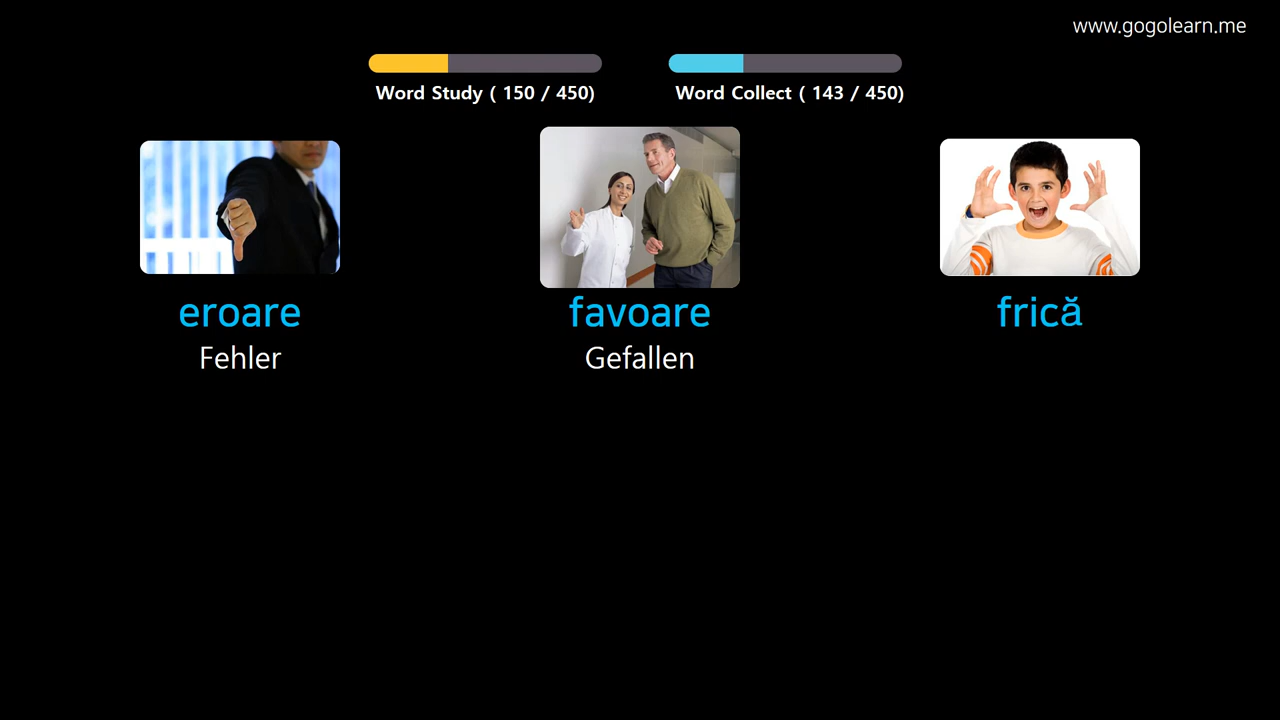 www.gogolearn.me
Word Study ( 150 / 450)
Word Collect ( 143 / 450)
eroare
favoare
frică
Fehler
Gefallen